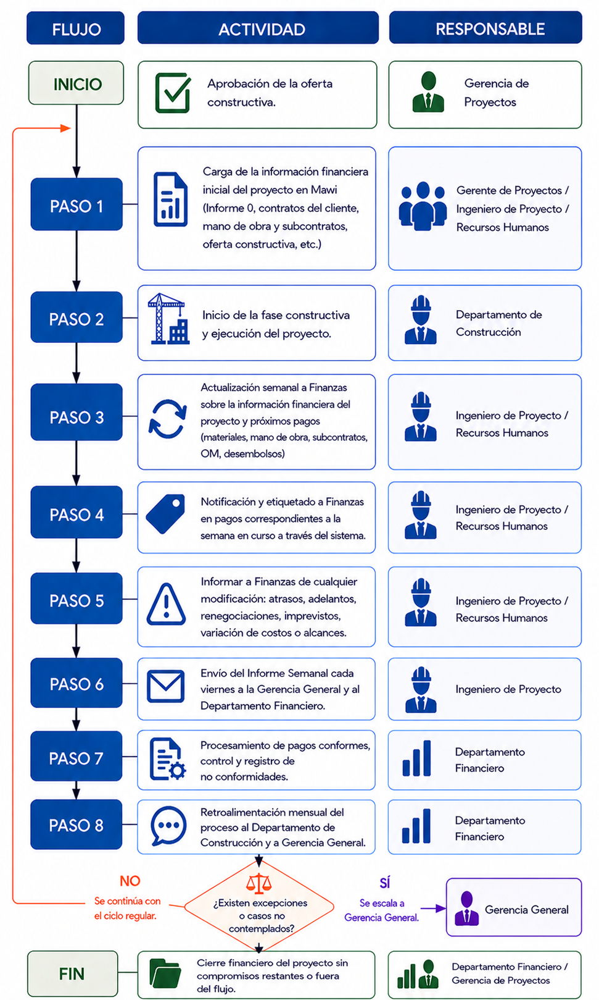 FLUJO
ACTIVIDAD
RESPONSABLE
INICIO
Aprobación de la oferta
constructiva.
Gerencia de
Proyectos
PASO 1
Carga de la información financiera
inicial del proyecto en Mawi
(Informe 0, contratos del cliente,
mano de obra y subcontratos,
oferta constructiva, etc.)
Gerente de Proyectos /
Ingeniero de Proyecto /
Recursos Humanos
PASO 2
Inicio de la fase constructiva
y ejecución del proyecto.
Departamento de
Construcción
PASO 3
Actualización semanal a Finanzas
sobre la información financiera del
proyecto y próximos pagos
(materiales, mano de obra, subcontratos,
OM, desembolsos)
Ingeniero de Proyecto /
Recursos Humanos
PASO 4
Notificación y etiquetado a Finanzas
en pagos correspondientes a la
semana en curso a través del sistema.
Ingeniero de Proyecto /
Recursos Humanos
PASO 5
Informar a Finanzas de cualquier
modificación: atrasos, adelantos,
renegociaciones, imprevistos,
variación de costos o alcances.
Ingeniero de Proyecto /
Recursos Humanos
PASO 6
Envío del Informe Semanal cada
viernes a la Gerencia General y al
Departamento Financiero.
Ingeniero de Proyecto
PASO 7
Procesamiento de pagos conformes,
control y registro de
no conformidades.
Departamento
Financiero
PASO 8
Retroalimentación mensual del
proceso al Departamento de
Construcción y a Gerencia General.
Departamento
Financiero
NO
Se continúa con
el ciclo regular.
¿Existen excepciones
o casos no
contemplados?
SÍ
Se escala a
Gerencia General.
Gerencia General
FIN
Cierre financiero del proyecto sin
compromisos restantes o fuera
del flujo.
Departamento Financiero /
Gerencia de Proyectos